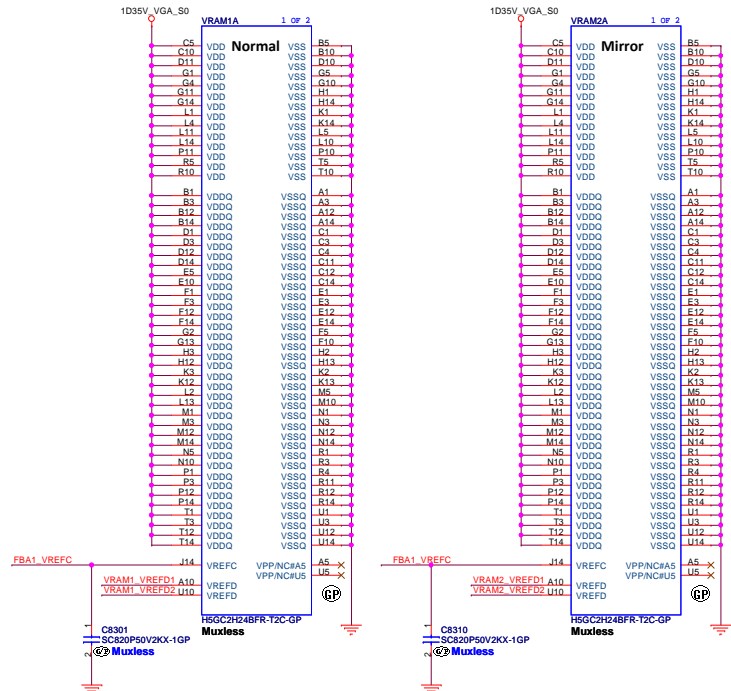 1D35V_VGA_S0
VRAM1A 1 OF 2
Normal
C5 VDD VSS B5
C10 VDD VSS B10
D11 VDD VSS D10
G1 VDD VSS G5
G4 VDD VSS G10
G11 VDD VSS H1
G14 VDD VSS H14
L1 VDD VSS K1
L4 VDD VSS K14
L11 VDD VSS L5
L14 VDD VSS L10
P11 VDD VSS P10
R5 VDD VSS T5
R10 VDD VSS T10
B1 VDDQ VSSQ A1
B3 VDDQ VSSQ A3
B12 VDDQ VSSQ A12
B14 VDDQ VSSQ A14
D1 VDDQ VSSQ C1
D3 VDDQ VSSQ C3
D12 VDDQ VSSQ C4
D14 VDDQ VSSQ C11
E5 VDDQ VSSQ C12
E10 VDDQ VSSQ C14
F1 VDDQ VSSQ E1
F3 VDDQ VSSQ E3
F12 VDDQ VSSQ E12
F14 VDDQ VSSQ E14
G2 VDDQ VSSQ F5
G13 VDDQ VSSQ F10
H3 VDDQ VSSQ H2
H12 VDDQ VSSQ H13
K3 VDDQ VSSQ K2
K12 VDDQ VSSQ K13
L2 VDDQ VSSQ M5
L13 VDDQ VSSQ M10
M1 VDDQ VSSQ N1
M3 VDDQ VSSQ N3
M12 VDDQ VSSQ N12
M14 VDDQ VSSQ N14
N5 VDDQ VSSQ R1
N10 VDDQ VSSQ R3
P1 VDDQ VSSQ R4
P3 VDDQ VSSQ R11
P12 VDDQ VSSQ R12
P14 VDDQ VSSQ R14
T1 VDDQ VSSQ U1
T3 VDDQ VSSQ U3
T12 VDDQ VSSQ U12
T14 VDDQ VSSQ U14
FBA1_VREFC J14 VREFC VPP/NC#A5 A5
VPP/NC#U5 U5
VRAM1_VREFD1 A10 VREFD
VRAM1_VREFD2 U10 VREFD
GP
H5GC2H24BFR-T2C-GP
Muxless
1
C8301
SC820P50V2KX-1GP
2
Muxless
1D35V_VGA_S0
VRAM2A 1 OF 2
Mirror
C5 VDD VSS B5
C10 VDD VSS B10
D11 VDD VSS D10
G1 VDD VSS G5
G4 VDD VSS G10
G11 VDD VSS H1
G14 VDD VSS H14
L1 VDD VSS K1
L4 VDD VSS K14
L11 VDD VSS L5
L14 VDD VSS L10
P11 VDD VSS P10
R5 VDD VSS T5
R10 VDD VSS T10
B1 VDDQ VSSQ A1
B3 VDDQ VSSQ A3
B12 VDDQ VSSQ A12
B14 VDDQ VSSQ A14
D1 VDDQ VSSQ C1
D3 VDDQ VSSQ C3
D12 VDDQ VSSQ C4
D14 VDDQ VSSQ C11
E5 VDDQ VSSQ C12
E10 VDDQ VSSQ C14
F1 VDDQ VSSQ E1
F3 VDDQ VSSQ E3
F12 VDDQ VSSQ E12
F14 VDDQ VSSQ E14
G2 VDDQ VSSQ F5
G13 VDDQ VSSQ F10
H3 VDDQ VSSQ H2
H12 VDDQ VSSQ H13
K3 VDDQ VSSQ K2
K12 VDDQ VSSQ K13
L2 VDDQ VSSQ M5
L13 VDDQ VSSQ M10
M1 VDDQ VSSQ N1
M3 VDDQ VSSQ N3
M12 VDDQ VSSQ N12
M14 VDDQ VSSQ N14
N5 VDDQ VSSQ R1
N10 VDDQ VSSQ R3
P1 VDDQ VSSQ R4
P3 VDDQ VSSQ R11
P12 VDDQ VSSQ R12
P14 VDDQ VSSQ R14
T1 VDDQ VSSQ U1
T3 VDDQ VSSQ U3
T12 VDDQ VSSQ U12
T14 VDDQ VSSQ U14
FBA1_VREFC J14 VREFC VPP/NC#A5 A5
VPP/NC#U5 U5
VRAM2_VREFD1 A10 VREFD
VRAM2_VREFD2 U10 VREFD
GP
H5GC2H24BFR-T2C-GP
Muxless
1
C8310
SC820P50V2KX-1GP
2
Muxless